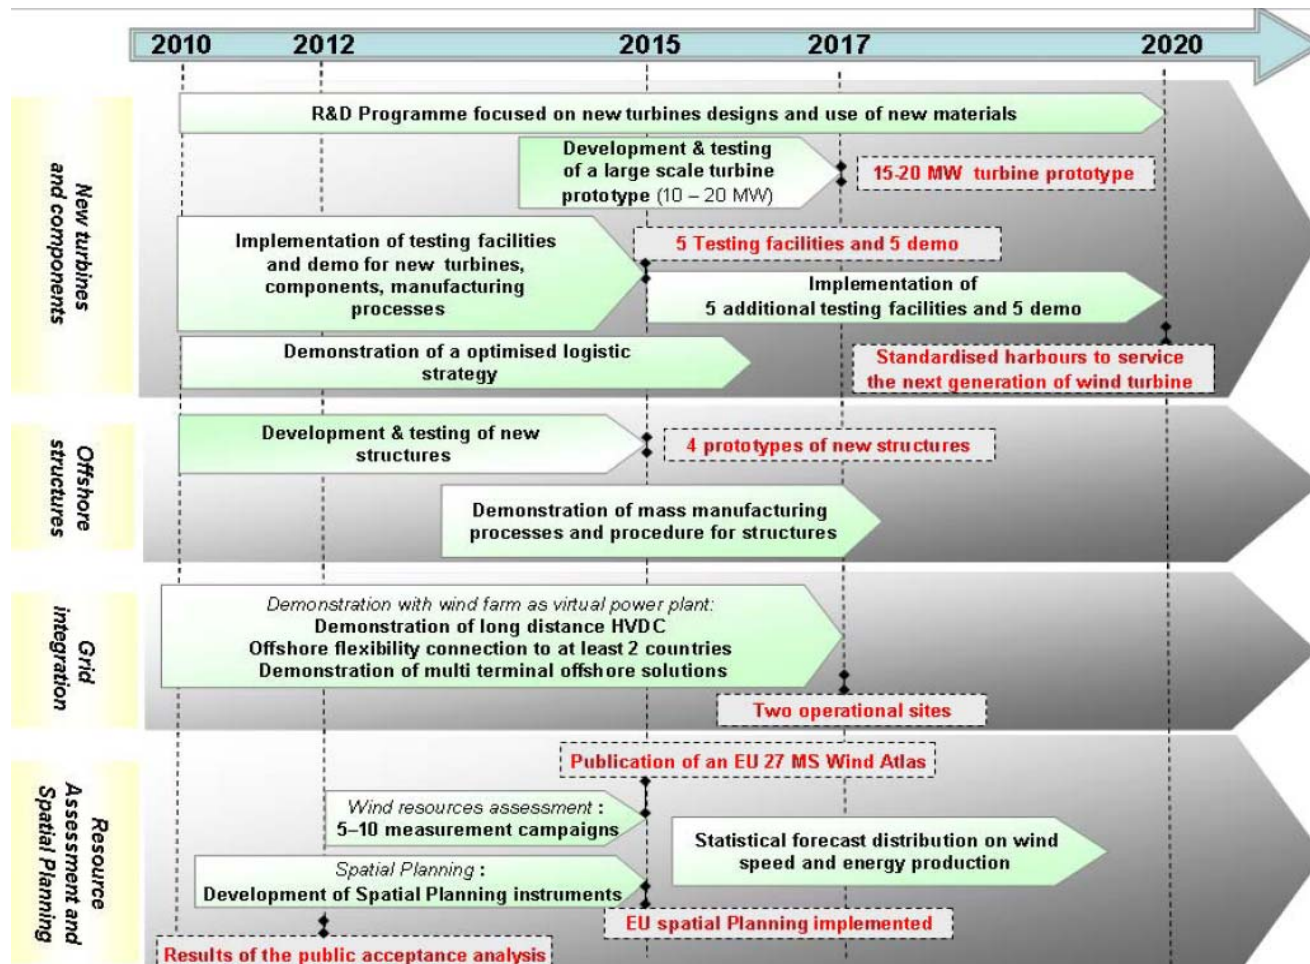 2010 2012 2015 2017 2020
New turbines
and components
R&D Programme focused on new turbines designs and use of new materials
Development & testing
of a large scale turbine
prototype (10 – 20 MW)
15-20 MW turbine prototype
Implementation of testing facilities
and demo for new turbines,
components, manufacturing
processes
5 Testing facilities and 5 demo
Implementation of
5 additional testing facilities and 5 demo
Demonstration of a optimised logistic
strategy
Standardised harbours to service
the next generation of wind turbine
Offshore
structures
Development & testing of new
structures
4 prototypes of new structures
Demonstration of mass manufacturing
processes and procedure for structures
Grid
integration
Demonstration with wind farm as virtual power plant:
Demonstration of long distance HVDC
Offshore flexibility connection to at least 2 countries
Demonstration of multi terminal offshore solutions
Two operational sites
Resource
Assessment and
Spatial Planning
Publication of an EU 27 MS Wind Atlas
Wind resources assessment :
5–10 measurement campaigns
Statistical forecast distribution on wind
speed and energy production
Spatial Planning :
Development of Spatial Planning instruments
EU spatial Planning implemented
Results of the public acceptance analysis